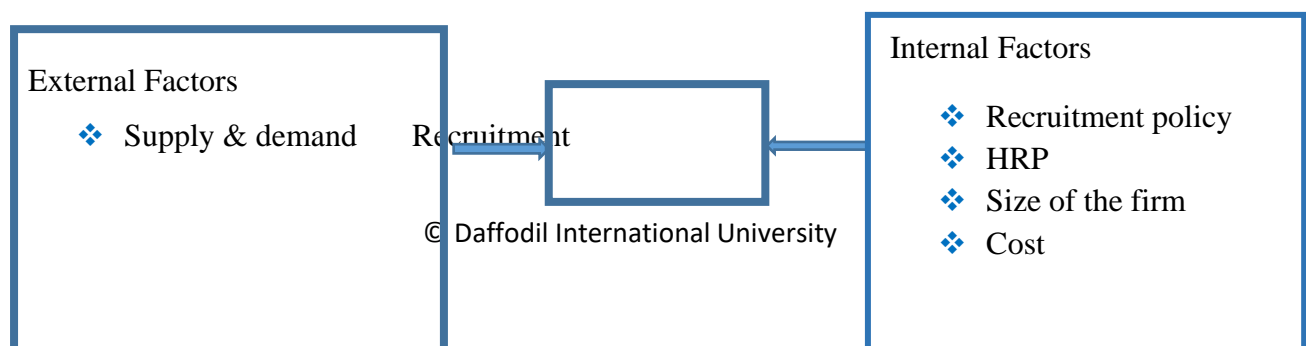 External Factors
❖ Supply & demand Recruitment
© Daffodil International University
Internal Factors
❖ Recruitment policy
❖ HRP
❖ Size of the firm
❖ Cost